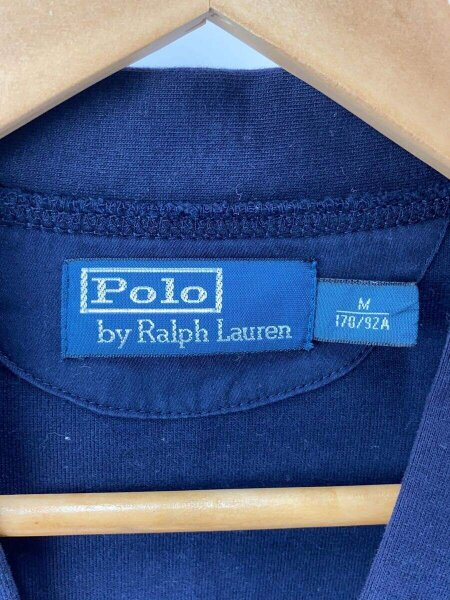 Polo
by Ralph Lauren
M
170/92A